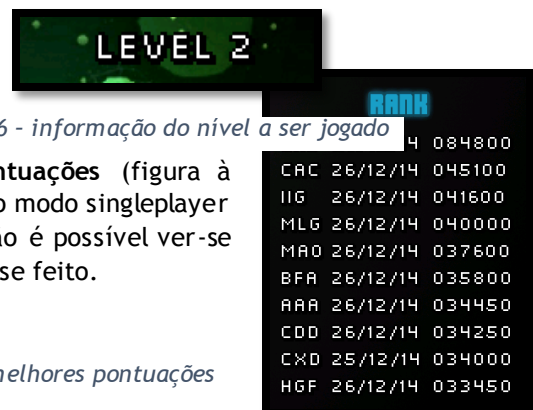 LEVEL 2
6 - informação do nível a ser jogado
ntuações (figura à
o modo singleplayer
ão é possível ver-se
se feito.
melhores pontuações
RANK
4 084800
CAC 26/12/14 045100
IIG 26/12/14 041600
MLG 26/12/14 040000
MAO 26/12/14 037600
BFA 26/12/14 035800
AAA 26/12/14 034450
CDD 26/12/14 034250
CXD 25/12/14 034000
HGF 26/12/14 033450